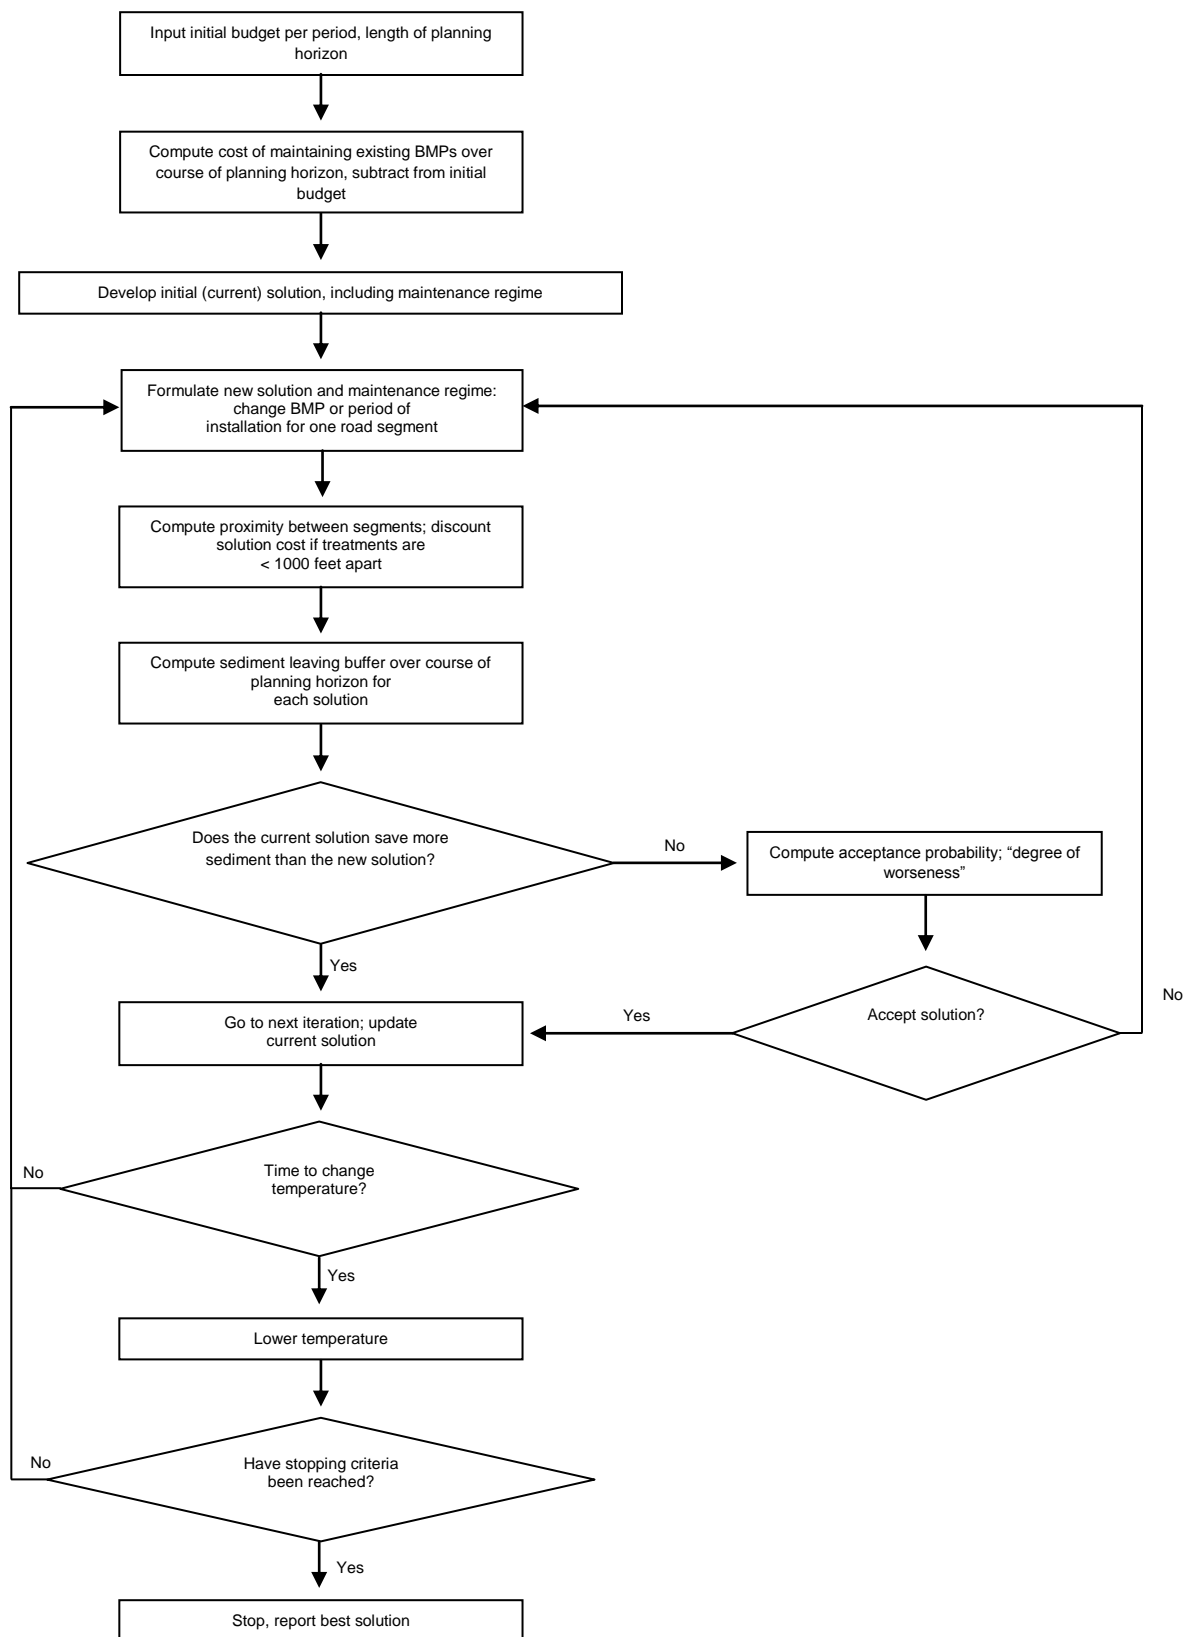 Input initial budget per period, length of planning
horizon
Compute cost of maintaining existing BMPs over
course of planning horizon, subtract from initial
budget
Develop initial (current) solution, including maintenance regime
Formulate new solution and maintenance regime:
change BMP or period of
installation for one road segment
Compute proximity between segments; discount
solution cost if treatments are
< 1000 feet apart
Compute sediment leaving buffer over course of
planning horizon for
each solution
Does the current solution save more
sediment than the new solution?
No
Compute acceptance probability; “degree of
worseness”
Yes
Accept solution?
No
Yes
Go to next iteration; update
current solution
Time to change
temperature?
No
Yes
Lower temperature
Have stopping criteria
been reached?
No
Yes
Stop, report best solution